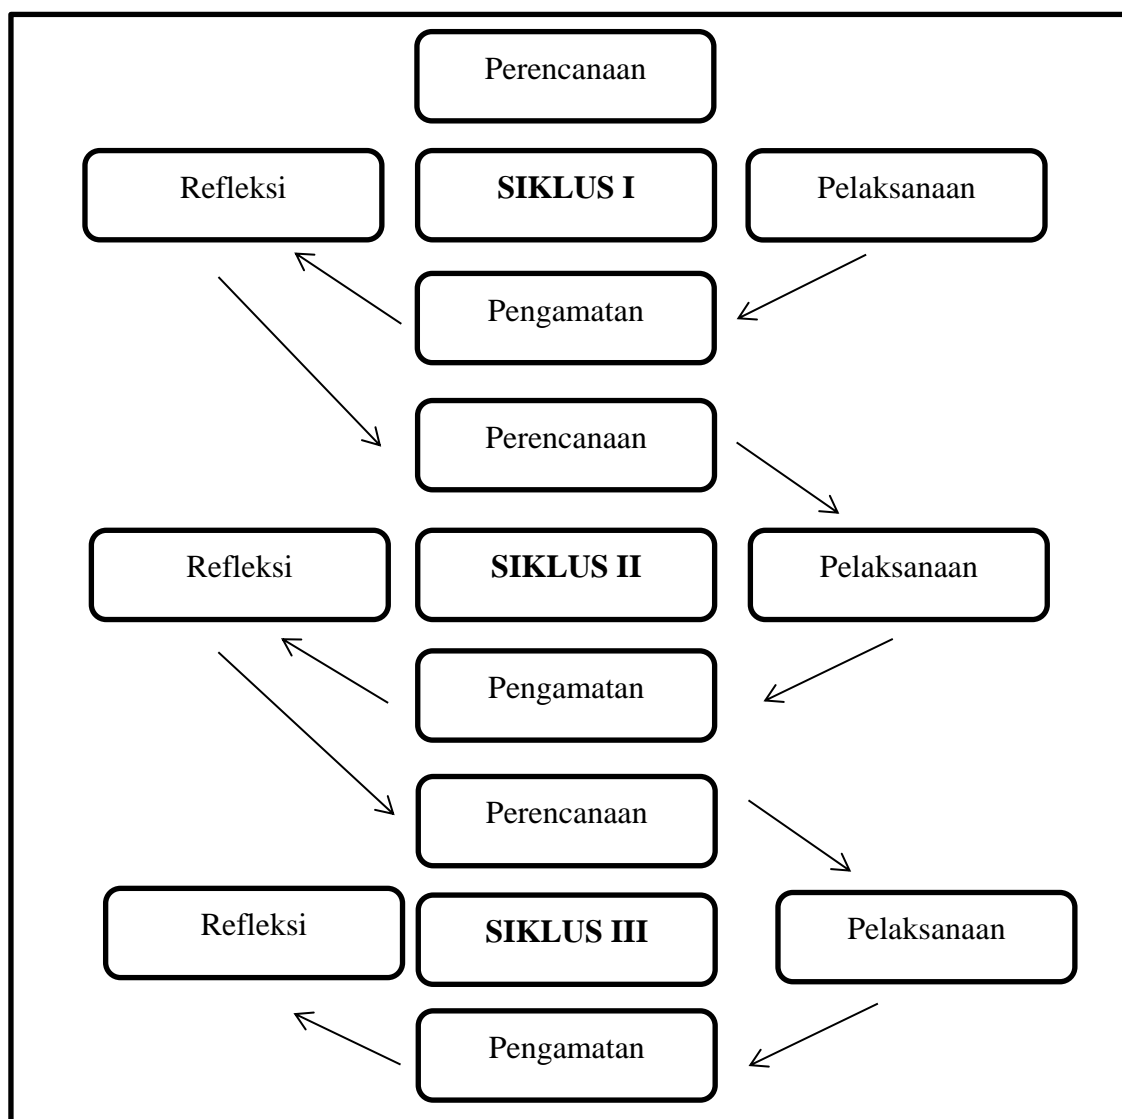 Perencanaan
Refleksi
SIKLUS I
Pelaksanaan
Pengamatan
Perencanaan
Refleksi
SIKLUS II
Pelaksanaan
Pengamatan
Perencanaan
Refleksi
SIKLUS III
Pelaksanaan
Pengamatan